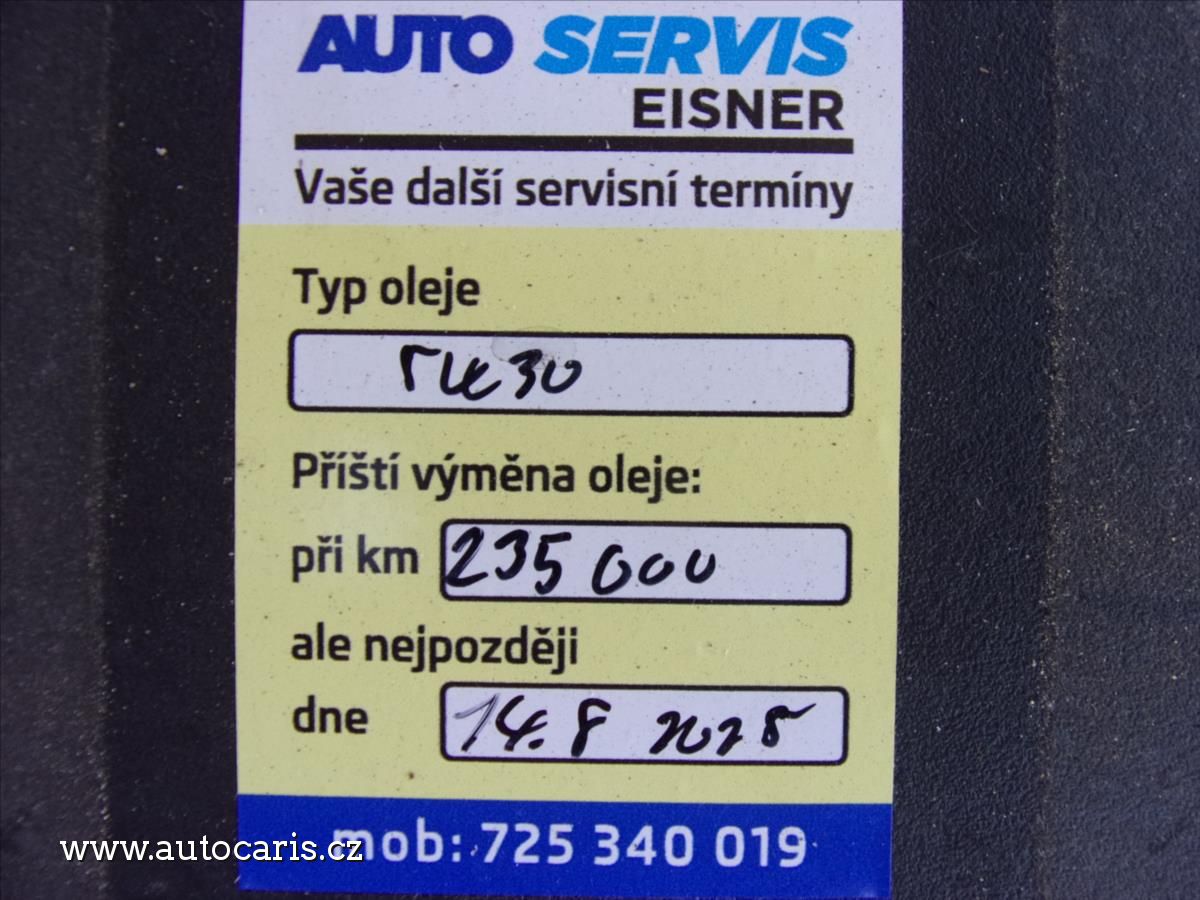 AUTO SERVIS
EISNER
Vaše další servisní termíny
Typ oleje
5W30
Příští výměna oleje:
při km 235 000
ale nejpozději
dne 14.8 2025
mob: 725 340 019
www.autocaris.cz